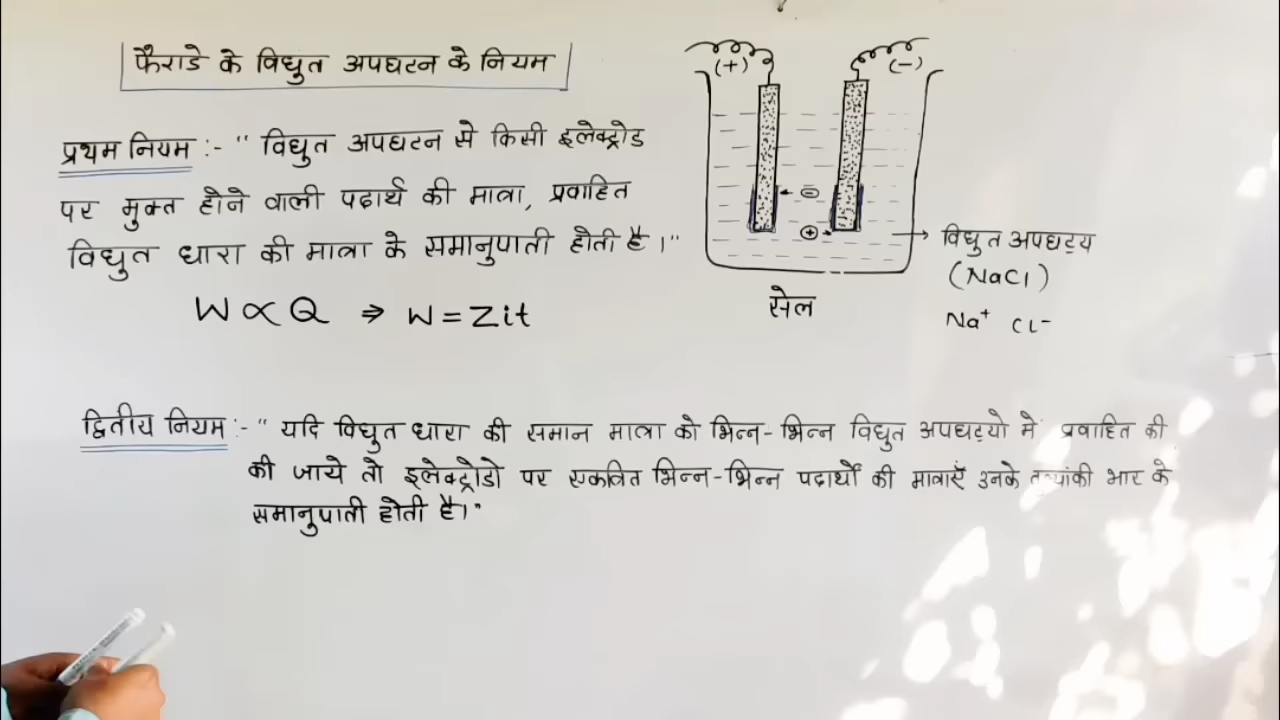 फैराडे के विद्युत अपघटन के नियम
प्रथम नियम :- " विद्युत अपघटन से किसी इलेक्ट्रोड
पर मुक्त होने वाली पदार्थ की मात्रा, प्रवाहित
विद्युत धारा की मात्रा के समानुपाती होती है।"
W ∝ Q ⇒ W = Zit
(+) (-)
⊖
⊕
→ विद्युत अपघट्य
(NaCl)
Na⁺ Cl⁻
सेल
द्वितीय नियम :- " यदि विद्युत धारा की समान मात्रा को भिन्न-भिन्न विद्युत अपघट्यो में प्रवाहित की
की जाये तो इलेक्ट्रोडो पर एकत्रित भिन्न-भिन्न पदार्थों की मात्राएँ उनके तुल्यांकी भार के
समानुपाती होती है।"